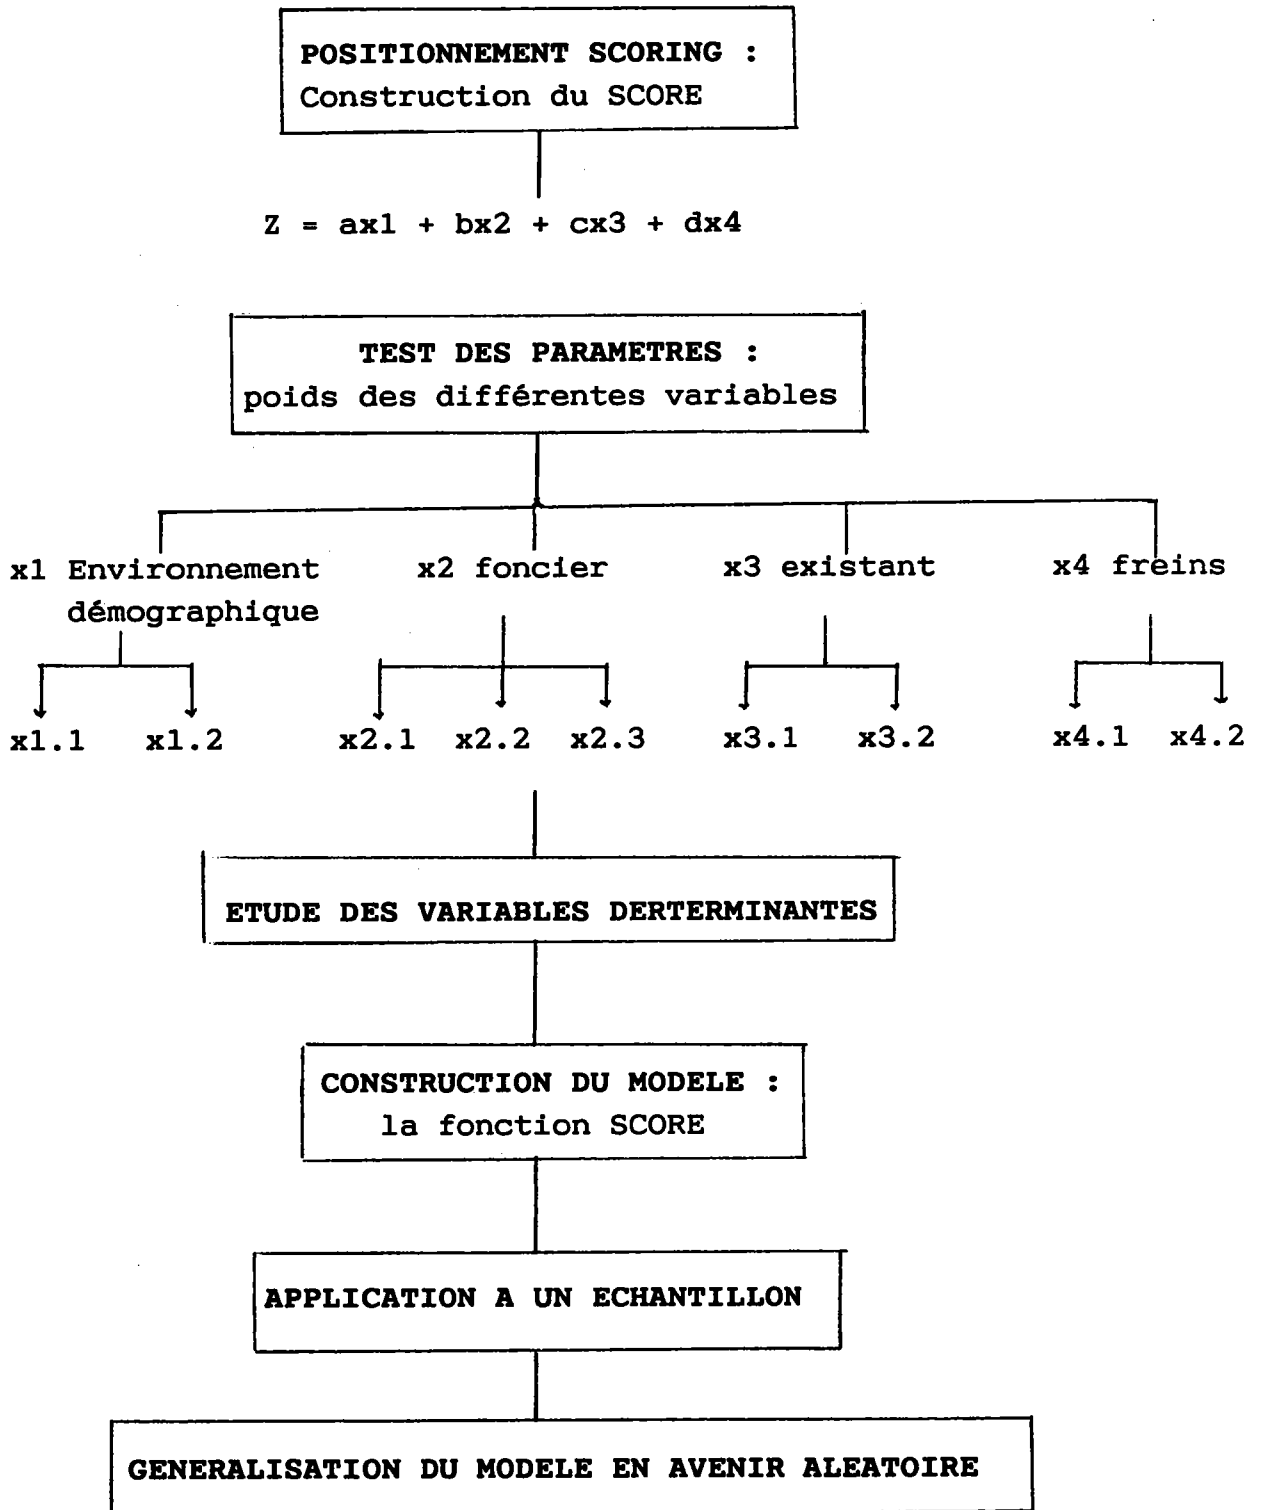 POSITIONNEMENT SCORING :
Construction du SCORE
Z = ax1 + bx2 + cx3 + dx4
TEST DES PARAMETRES :
poids des différentes variables
x1 Environnement
démographique
x2 foncier
x3 existant
x4 freins
x1.1 x1.2 x2.1 x2.2 x2.3 x3.1 x3.2 x4.1 x4.2
ETUDE DES VARIABLES DERTERMINANTES
CONSTRUCTION DU MODELE :
la fonction SCORE
APPLICATION A UN ECHANTILLON
GENERALISATION DU MODELE EN AVENIR ALEATOIRE